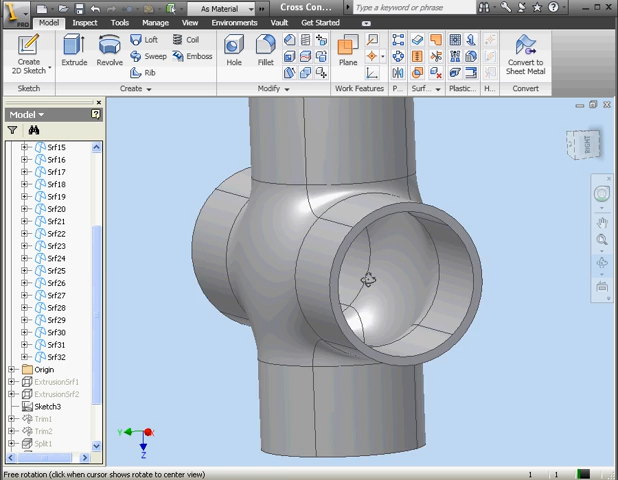 As Material
Cross Con...
Type a keyword or phrase
PRO
Model
Inspect
Tools
Manage
View
Environments
Vault
Get Started
Create
2D Sketch
Extrude
Revolve
Loft
Sweep
Rib
Coil
Emboss
Hole
Fillet
Plane
Convert to
Sheet Metal
Sketch
Create
Modify
Work Features
P...
Surf...
Plastic...
H...
Convert
Model
Srf15
Srf16
Srf17
Srf18
Srf19
Srf20
Srf21
Srf22
Srf23
Srf24
Srf25
Srf26
Srf27
Srf28
Srf29
Srf30
Srf31
Srf32
Origin
ExtrusionSrf1
ExtrusionSrf2
Sketch3
Trim1
Trim2
Split1
RIGHT
Y
X
Z
Free rotation (click when cursor shows rotate to center view)
1
1